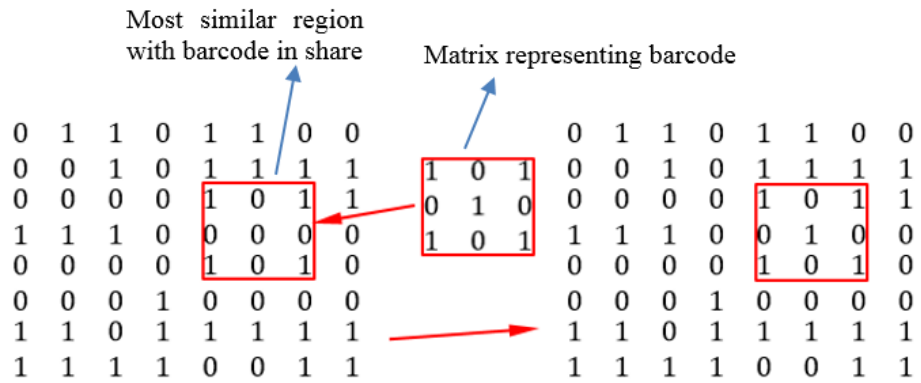 Most similar region
with barcode in share
Matrix representing barcode
0 1 1 0 1 1 0 0
0 0 1 0 1 1 1 1
0 0 0 0 1 0 1 1
1 1 1 0 0 0 0 0
0 0 0 0 1 0 1 0
0 0 0 1 0 0 0 0
1 1 0 1 1 1 1 1
1 1 1 1 0 0 1 1
1 0 1
0 1 0
1 0 1
0 1 1 0 1 1 0 0
0 0 1 0 1 1 1 1
0 0 0 0 1 0 1 1
1 1 1 0 0 1 0 0
0 0 0 0 1 0 1 0
0 0 0 1 0 0 0 0
1 1 0 1 1 1 1 1
1 1 1 1 0 0 1 1